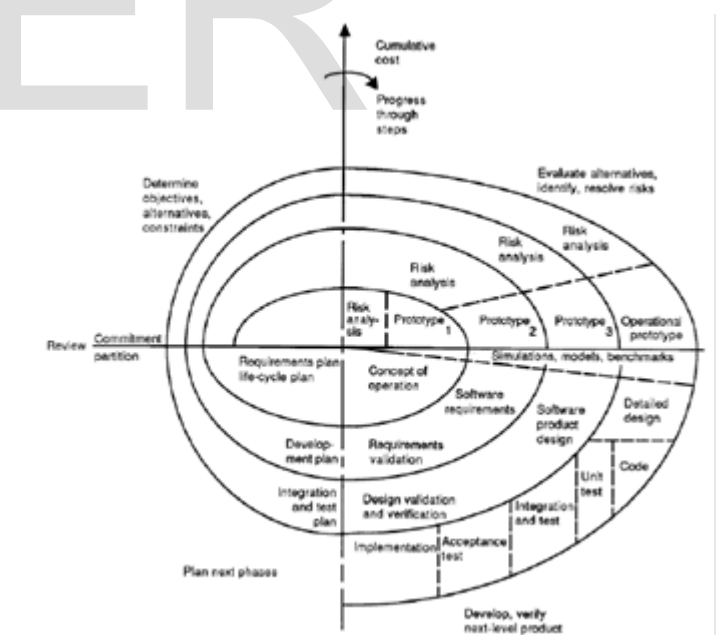 ER
Cumulative
cost
Progress
through
steps
Determine
objectives,
alternatives,
constraints
Evaluate alternatives,
identify, resolve risks
Risk
analysis
Risk
analysis
Risk
analysis
Risk
analy-
sis
Prototype
1
Prototype
2
Prototype
3
Operational
prototype
Review
Commitment
partition
Simulations, models, benchmarks
Requirements plan
life-cycle plan
Concept of
operation
Software
requirements
Software
product
design
Detailed
design
Develop-
ment plan
Requirements
validation
Code
Unit
test
Integration
and test
plan
Design validation
and verification
Integration
and test
Implementation
Acceptance
test
Plan next phases
Develop, verify
next-level product